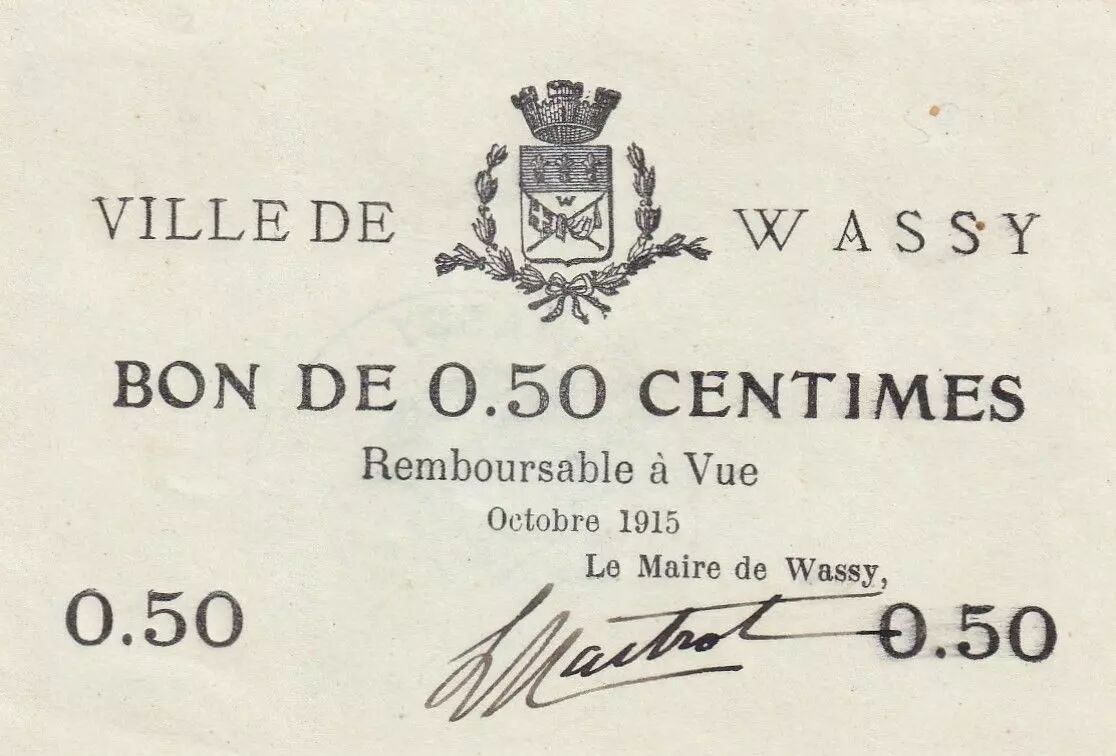 VILLE DE WASSY
W
BON DE 0.50 CENTIMES
Remboursable à Vue
Octobre 1915
Le Maire de Wassy,
0.50 0.50